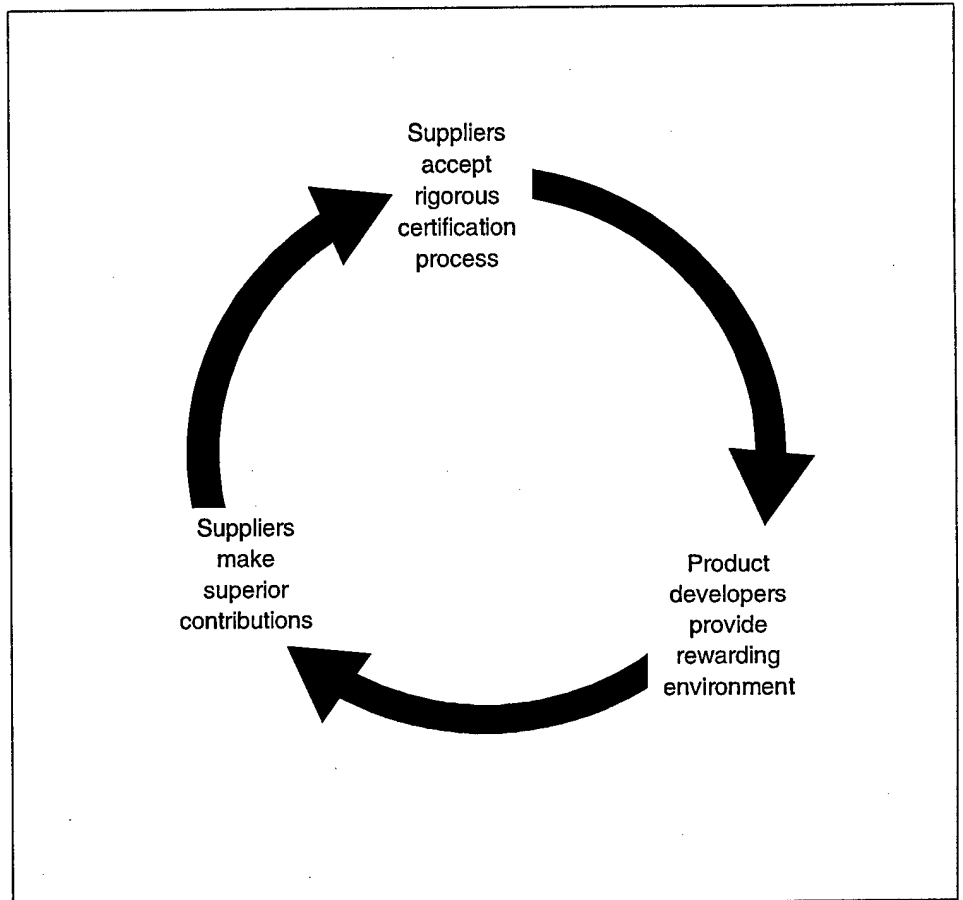 Suppliers
accept
rigorous
certification
process
Product
developers
provide
rewarding
environment
Suppliers
make
superior
contributions